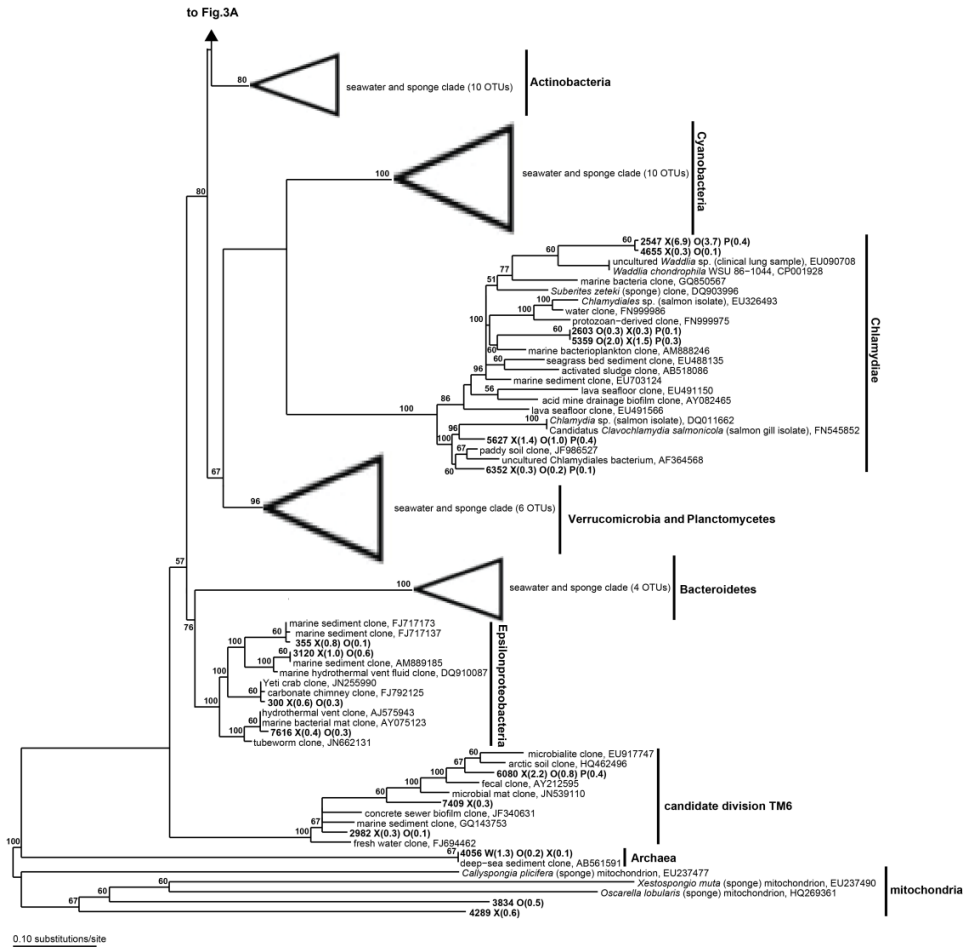 to Fig.3A
80
seawater and sponge clade (10 OTUs)
Actinobacteria
100
seawater and sponge clade (10 OTUs)
Cyanobacteria
80
60
2547 X(6.9) O(3.7) P(0.4)
4655 X(0.3) O(0.1)
60
uncultured Waddlia sp. (clinical lung sample), EU090708
Waddlia chondrophila WSU 86−1044, CP001928
77
marine bacteria clone, GQ850567
51
Suberites zeteki (sponge) clone, DQ903996
100
Chlamydiales sp. (salmon isolate), EU326493
100
water clone, FN999986
protozoan−derived clone, FN999975
60
2603 O(0.3) X(0.3) P(0.1)
5359 O(2.0) X(1.5) P(0.3)
60
marine bacterioplankton clone, AM888246
60
seagrass bed sediment clone, EU488135
activated sludge clone, AB518086
96
marine sediment clone, EU703124
56
lava seafloor clone, EU491150
acid mine drainage biofilm clone, AY082465
86
lava seafloor clone, EU491566
100
100
Chlamydia sp. (salmon isolate), DQ011662
Candidatus Clavochlamydia salmonicola (salmon gill isolate), FN545852
96
5627 X(1.4) O(1.0) P(0.4)
100
67
paddy soil clone, JF986527
uncultured Chlamydiales bacterium, AF364568
60
6352 X(0.3) O(0.2) P(0.1)
Chlamydiae
67
96
seawater and sponge clade (6 OTUs)
Verrucomicrobia and Planctomycetes
57
100
seawater and sponge clade (4 OTUs)
Bacteroidetes
76
marine sediment clone, FJ717173
60
marine sediment clone, FJ717137
355 X(0.8) O(0.1)
100
60
3120 X(1.0) O(0.6)
marine sediment clone, AM889185
100
marine hydrothermal vent fluid clone, DQ910087
100
Yeti crab clone, JN255990
carbonate chimney clone, FJ792125
60
300 X(0.6) O(0.3)
100
hydrothermal vent clone, AJ575943
60
marine bacterial mat clone, AY075123
7616 X(0.4) O(0.3)
100
tubeworm clone, JN662131
Epsilonproteobacteria
60
microbialite clone, EU917747
67
arctic soil clone, HQ462496
6080 X(2.2) O(0.8) P(0.4)
100
fecal clone, AY212595
100
microbial mat clone, JN539110
60
7409 X(0.3)
concrete sewer biofilm clone, JF340631
67
marine sediment clone, GQ143753
2982 X(0.3) O(0.1)
100
fresh water clone, FJ694462
candidate division TM6
100
67
4056 W(1.3) O(0.2) X(0.1)
deep−sea sediment clone, AB561591
Archaea
Callyspongia plicifera (sponge) mitochondrion, EU237477
60
Xestospongio muta (sponge) mitochondrion, EU237490
60
Oscarella lobularis (sponge) mitochondrion, HQ269361
67
3834 O(0.5)
4289 X(0.6)
mitochondria
0.10 substitutions/site